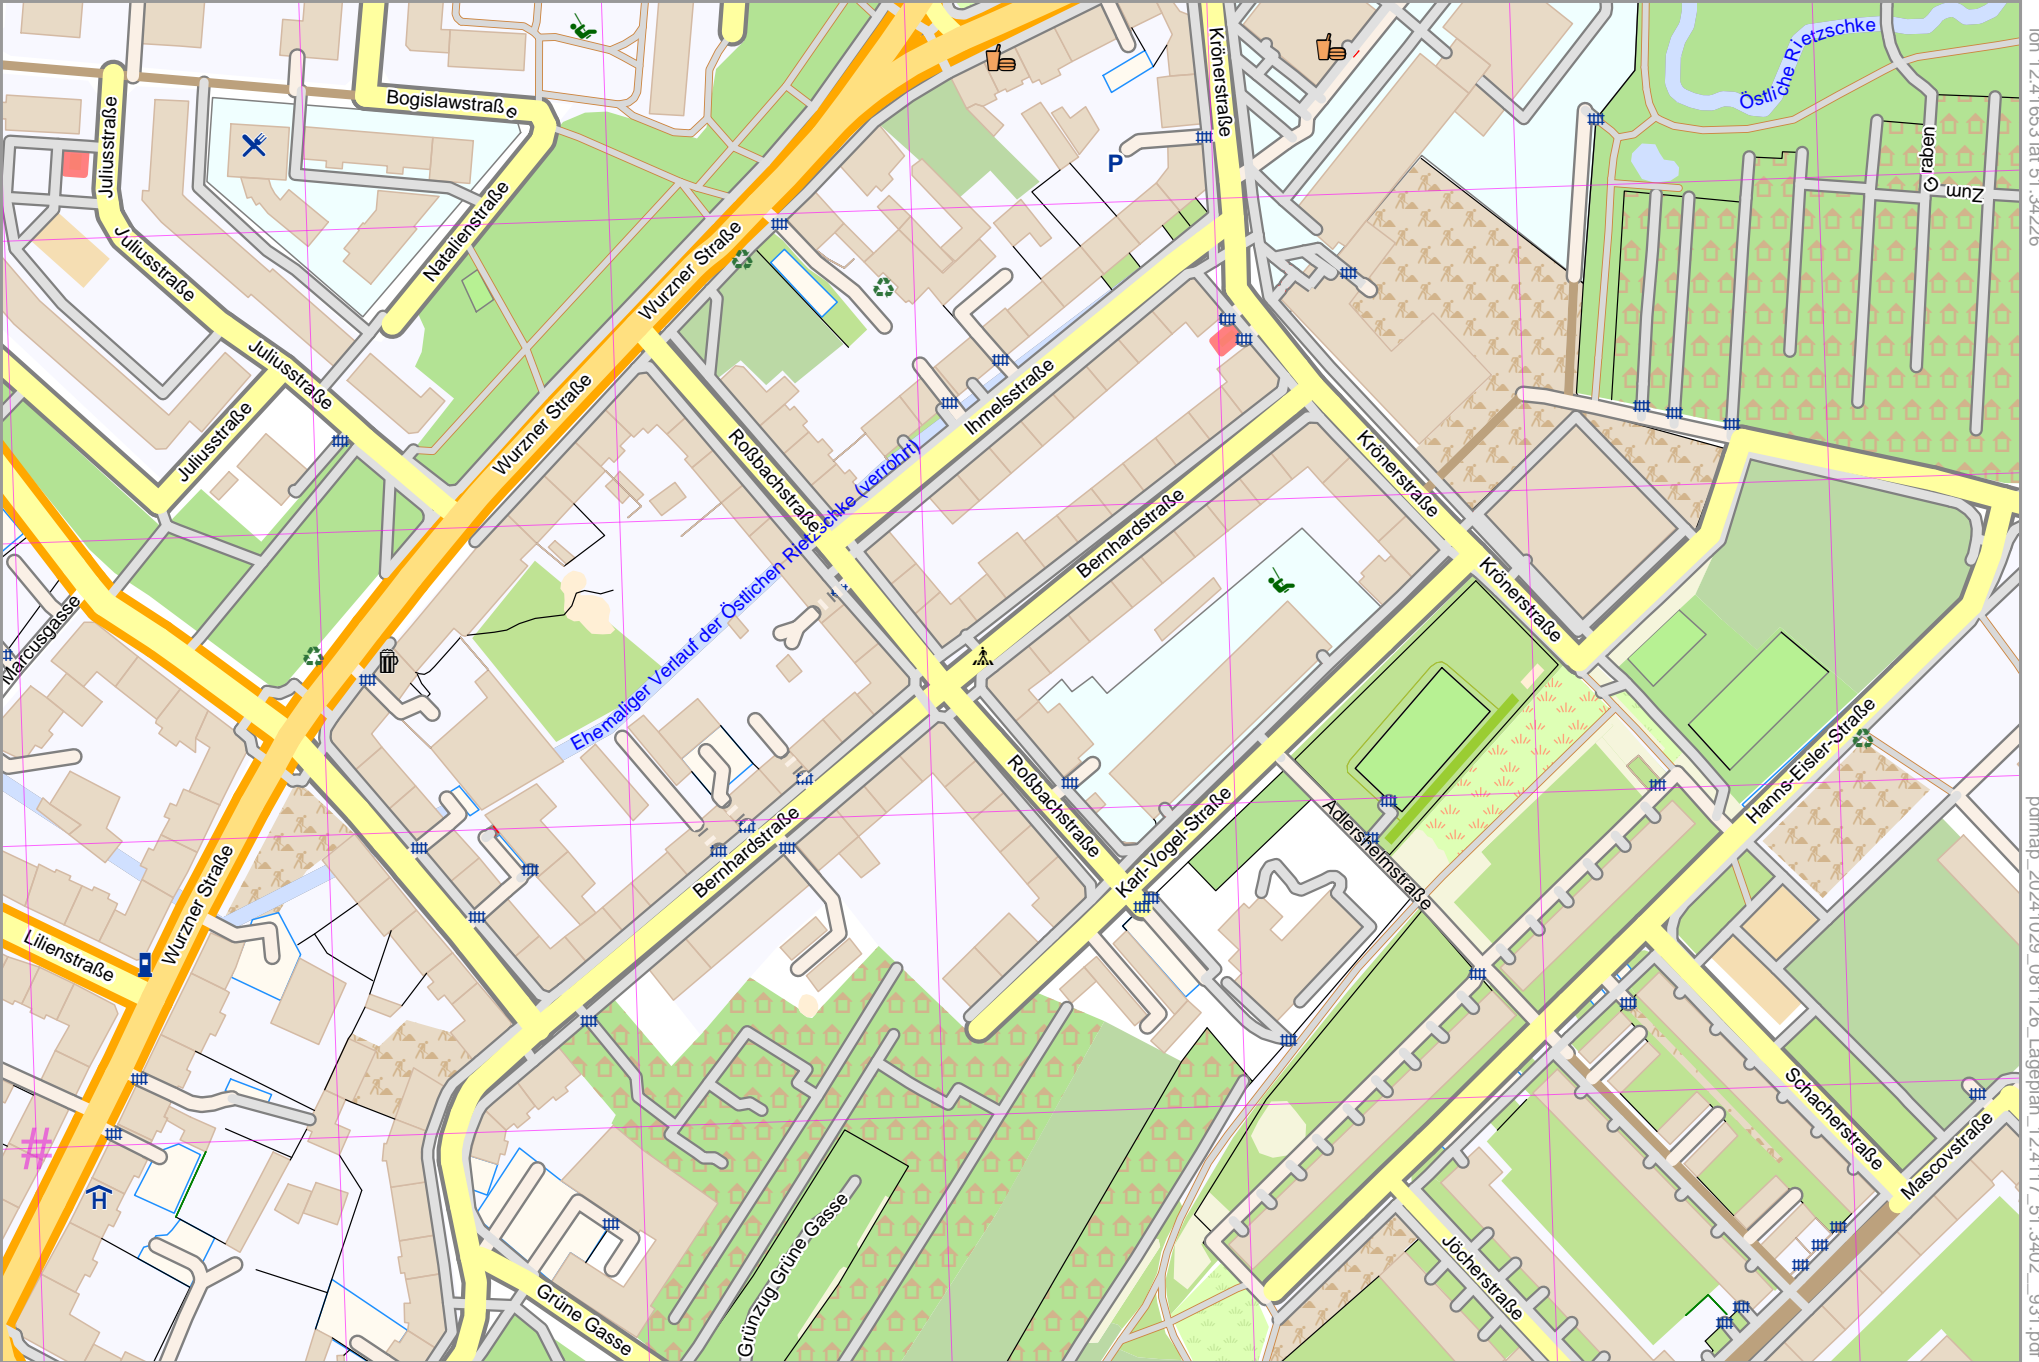 Krönerstraße
Östliche Rietzschke
Bogislawstraße
Juliusstraße
Zum Graben
P
Natalienstraße
Juliusstraße
Wurzner Straße
Juliusstraße
Juliusstraße
Wurzner Straße
Ihmelsstraße
Roßbachstraße
Krönerstraße
Bernhardstraße
Ehemaliger Verlauf der Östlichen Rietzschke (verrohrt)
Krönerstraße
Marcusgasse
Roßbachstraße
Karl-Vogel-Straße
Adlershelmstraße
Hanns-Eisler-Straße
Bernhardstraße
Wurzner Straße
Lilienstraße
Schacherstraße
Mascovstraße
#
H
Grünzug Grüne Gasse
Jöcherstraße
Grüne Gasse